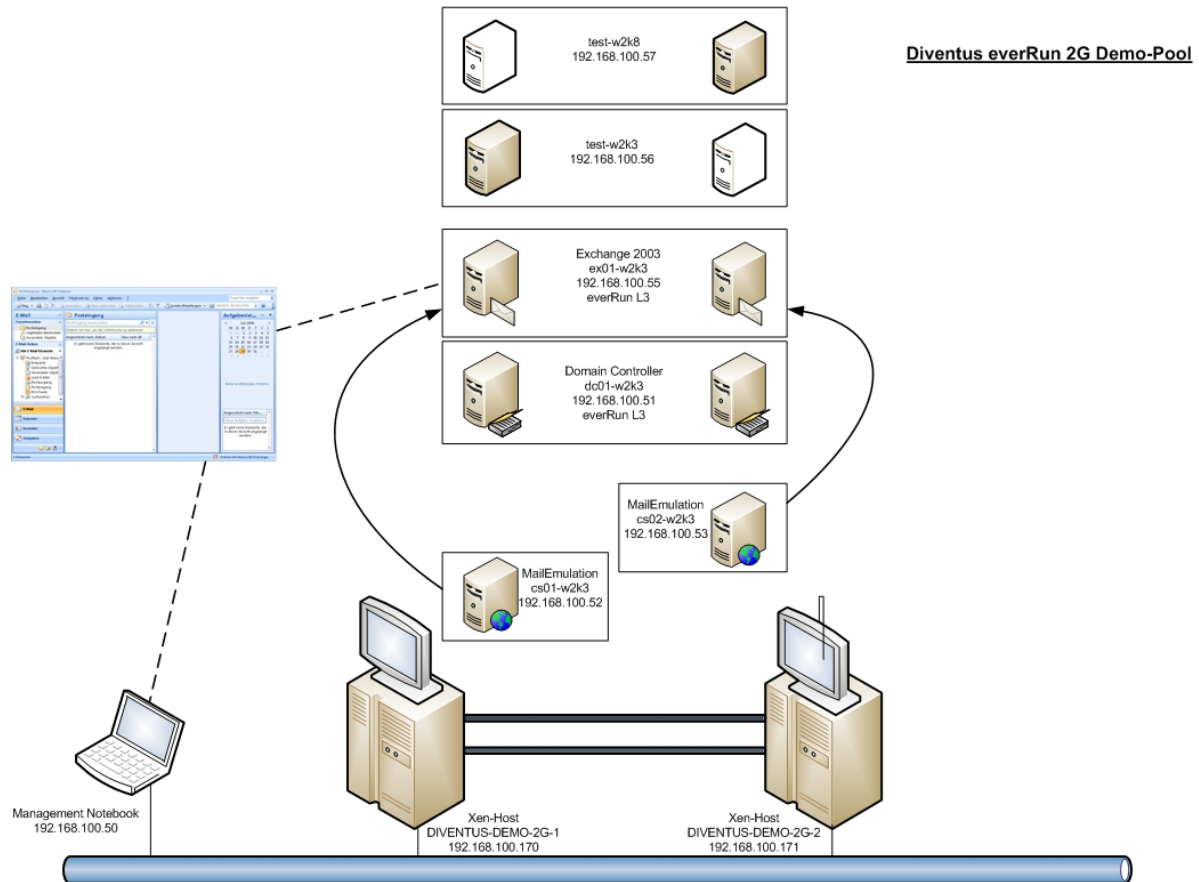 test-w2k8
192.168.100.57
Diventus everRun 2G Demo-Pool
test-w2k3
192.168.100.56
Exchange 2003
ex01-w2k3
192.168.100.55
everRun L3
E-Mail
Posteingang
Domain Controller
dc01-w2k3
192.168.100.51
everRun L3
MailEmulation
cs02-w2k3
192.168.100.53
MailEmulation
cs01-w2k3
192.168.100.52
Management Notebook
192.168.100.50
Xen-Host
DIVENTUS-DEMO-2G-1
192.168.100.170
Xen-Host
DIVENTUS-DEMO-2G-2
192.168.100.171